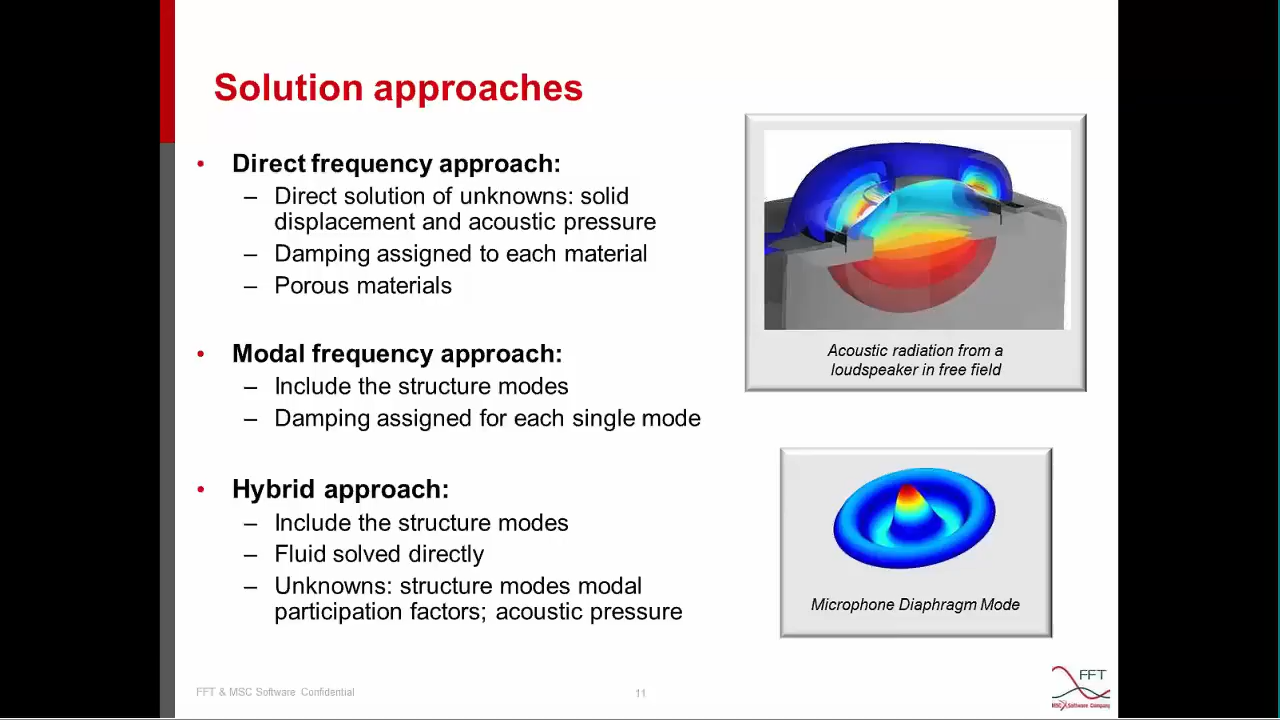 Solution approaches
• Direct frequency approach:
– Direct solution of unknowns: solid
displacement and acoustic pressure
– Damping assigned to each material
– Porous materials
• Modal frequency approach:
– Include the structure modes
– Damping assigned for each single mode
• Hybrid approach:
– Include the structure modes
– Fluid solved directly
– Unknowns: structure modes modal
participation factors; acoustic pressure
Acoustic radiation from a
loudspeaker in free field
Microphone Diaphragm Mode
FFT & MSC Software Confidential
11
FFT
MSC Software Company